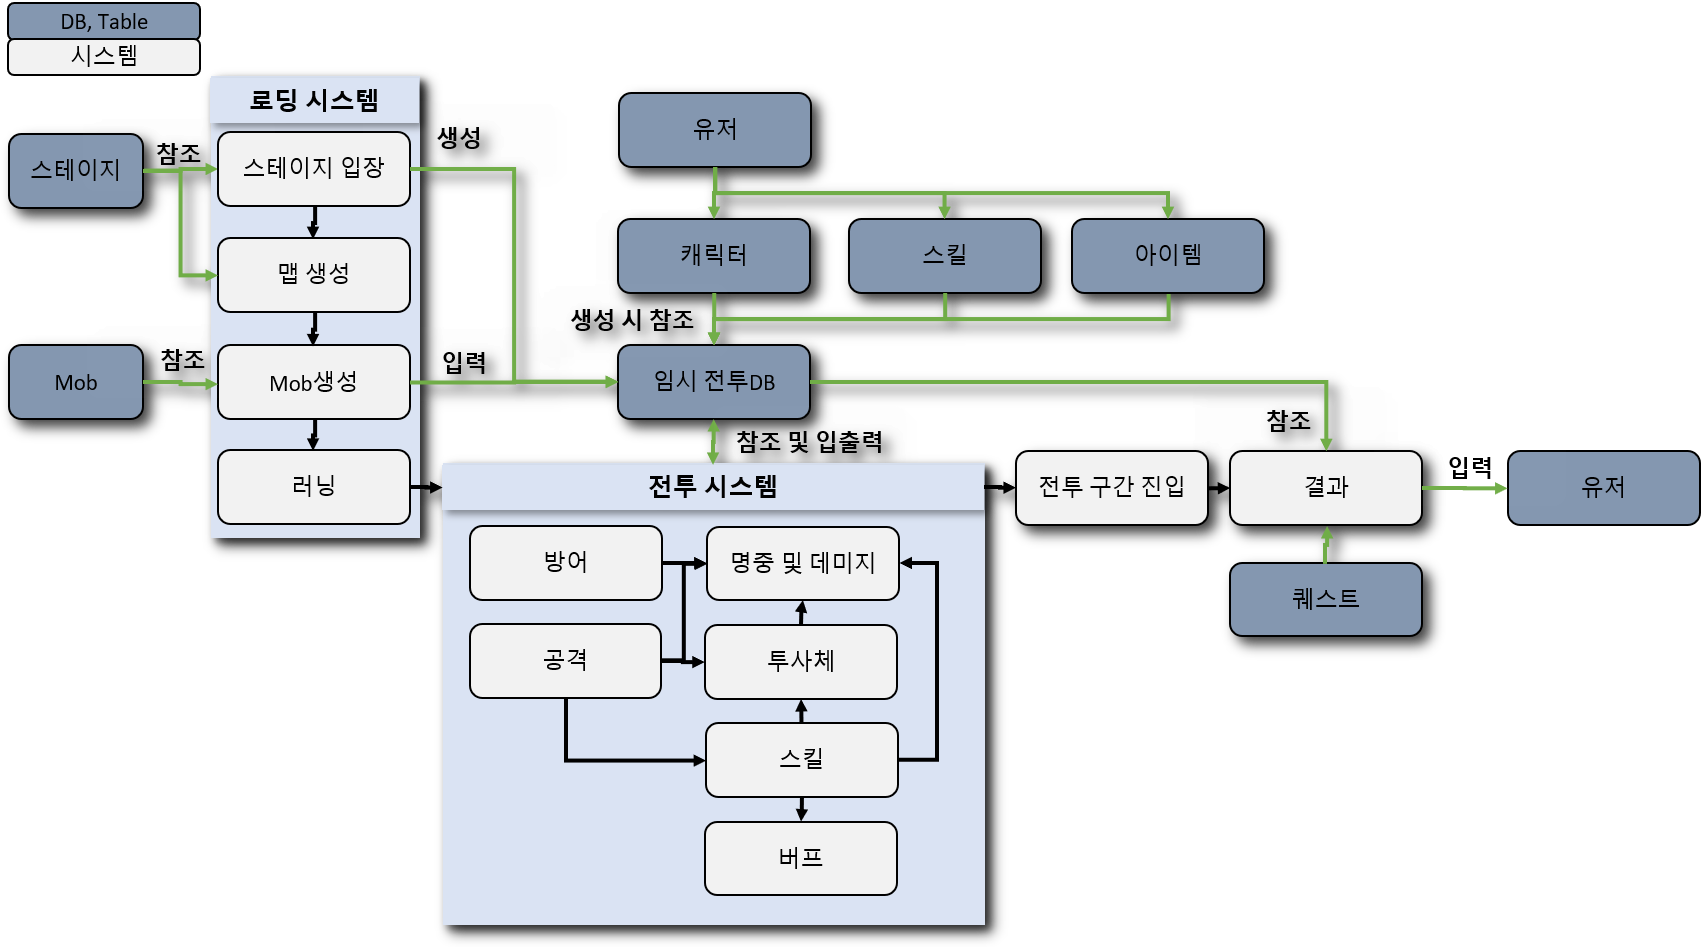 DB, Table
시스템
로딩 시스템
스테이지
참조
스테이지 입장
생성
맵 생성
Mob
참조
Mob생성
입력
러닝
유저
캐릭터
스킬
아이템
생성 시 참조
임시 전투DB
참조 및 입출력
참조
전투 시스템
전투 구간 진입
결과
입력
유저
퀘스트
방어
명중 및 데미지
공격
투사체
스킬
버프